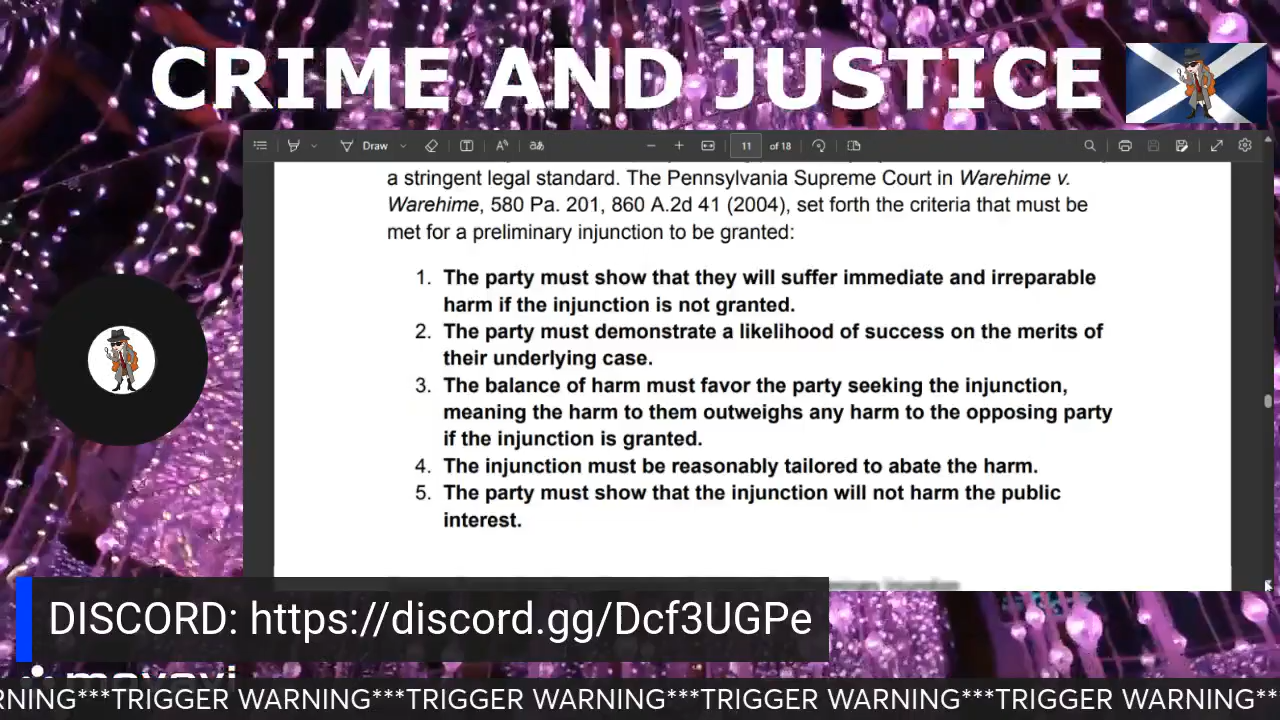 CRIME AND JUSTICE
Draw
11 of 18
a stringent legal standard. The Pennsylvania Supreme Court in Warehime v.
Warehime, 580 Pa. 201, 860 A.2d 41 (2004), set forth the criteria that must be
met for a preliminary injunction to be granted:
1. The party must show that they will suffer immediate and irreparable
harm if the injunction is not granted.
2. The party must demonstrate a likelihood of success on the merits of
their underlying case.
3. The balance of harm must favor the party seeking the injunction,
meaning the harm to them outweighs any harm to the opposing party
if the injunction is granted.
4. The injunction must be reasonably tailored to abate the harm.
5. The party must show that the injunction will not harm the public
interest.
DISCORD: https://discord.gg/Dcf3UGPe
RNING***TRIGGER WARNING***TRIGGER WARNING***TRIGGER WARNING***TRIGGER WARNING**